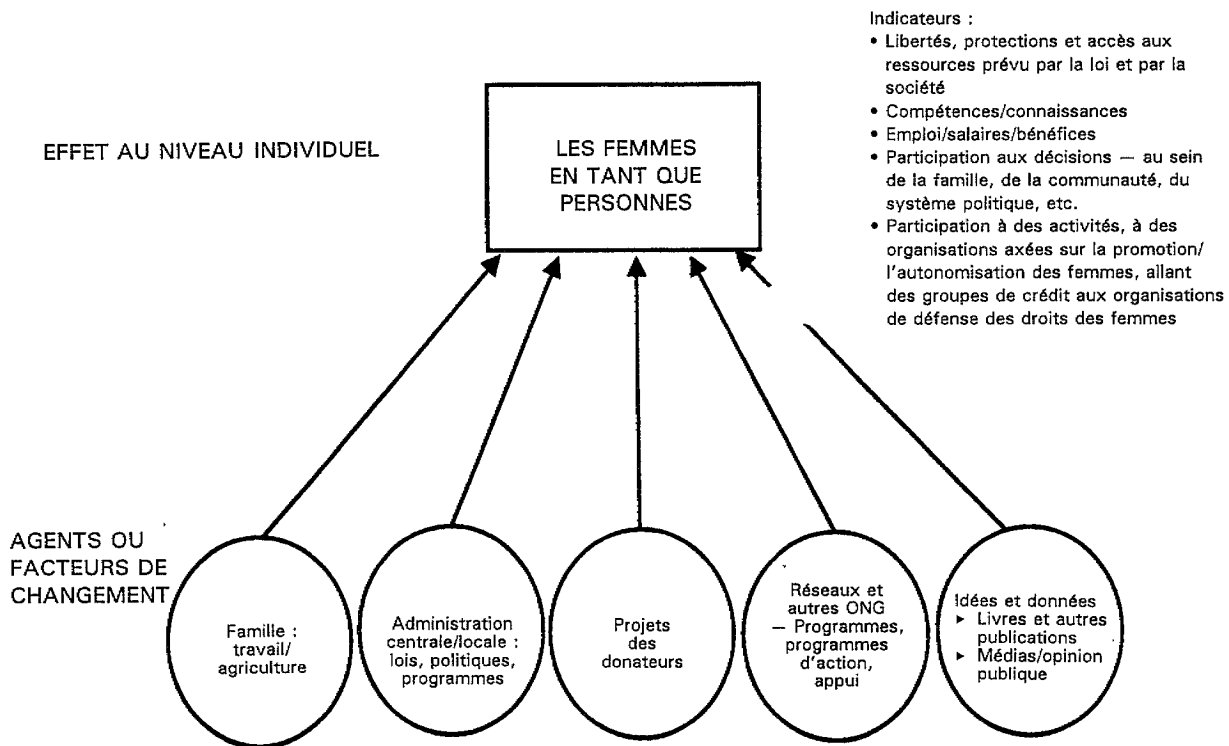 Indicateurs :
• Libertés, protections et accès aux
ressources prévu par la loi et par la
société
• Compétences/connaissances
• Emploi/salaires/bénéfices
• Participation aux décisions — au sein
de la famille, de la communauté, du
système politique, etc.
• Participation à des activités, à des
organisations axées sur la promotion/
l'autonomisation des femmes, allant
des groupes de crédit aux organisations
de défense des droits des femmes
EFFET AU NIVEAU INDIVIDUEL
LES FEMMES
EN TANT QUE
PERSONNES
AGENTS OU
FACTEURS DE
CHANGEMENT
Famille :
travail/
agriculture
Administration
centrale/locale :
lois, politiques,
programmes
Projets
des
donateurs
Réseaux et
autres ONG
— Programmes,
programmes
d'action,
appui
Idées et données
► Livres et autres
publications
► Médias/opinion
publique